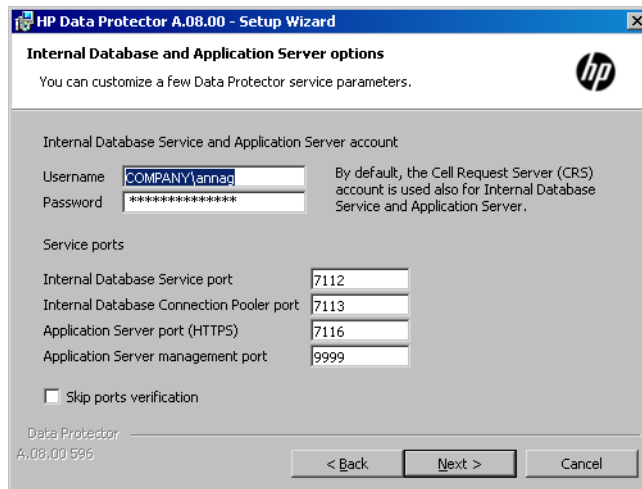 HP Data Protector A.08.00 - Setup Wizard
Internal Database and Application Server options
You can customize a few Data Protector service parameters.
hp
Internal Database Service and Application Server account
Username COMPANY\annag
Password **************
By default, the Cell Request Server (CRS)
account is used also for Internal Database
Service and Application Server.
Service ports
Internal Database Service port 7112
Internal Database Connection Pooler port 7113
Application Server port (HTTPS) 7116
Application Server management port 9999
Skip ports verification
Data Protector
A.08.00 596
< Back
Next >
Cancel